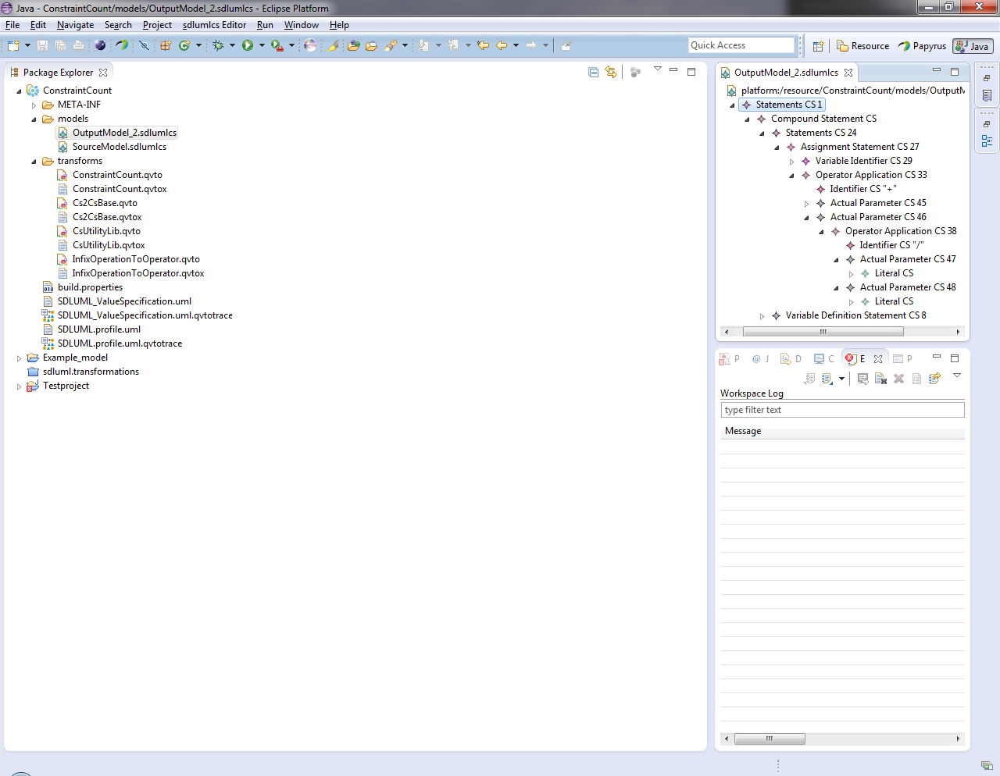 Java - ConstraintCount/models/OutputModel_2.sdlumlcs - Eclipse Platform
File Edit Navigate Search Project sdlumlcs Editor Run Window Help
Quick Access
Resource Papyrus Java
Package Explorer
ConstraintCount
META-INF
models
OutputModel_2.sdlumlcs
SourceModel.sdlumlcs
transforms
ConstraintCount.qvto
ConstraintCount.qvtox
Cs2CsBase.qvto
Cs2CsBase.qvtox
CsUtilityLib.qvto
CsUtilityLib.qvtox
InfixOperationToOperator.qvto
InfixOperationToOperator.qvtox
build.properties
SDLUML_ValueSpecification.uml
SDLUML_ValueSpecification.uml.qvtotrace
SDLUML.profile.uml
SDLUML.profile.uml.qvtotrace
Example_model
sdluml.transformations
Testproject
OutputModel_2.sdlumlcs
platform:/resource/ConstraintCount/models/OutputM
Statements CS 1
Compound Statement CS
Statements CS 24
Assignment Statement CS 27
Variable Identifier CS 29
Operator Application CS 33
Identifier CS "+"
Actual Parameter CS 45
Actual Parameter CS 46
Operator Application CS 38
Identifier CS "/"
Actual Parameter CS 47
Literal CS
Actual Parameter CS 48
Literal CS
Variable Definition Statement CS 8
P @ J D C E P
Workspace Log
type filter text
Message